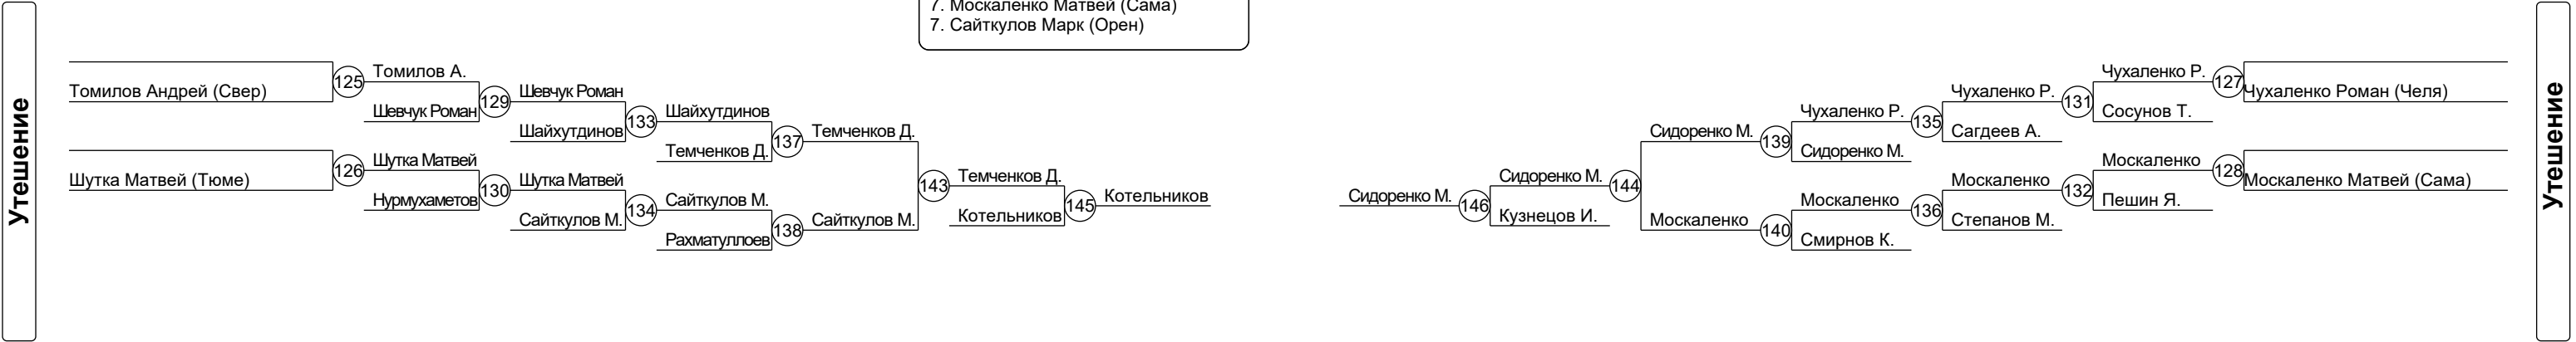 7. Москаленко Матвей (Сама)
7. Сайткулов Марк (Орен)
Утешение
Томилов Андрей (Свер)
125
Томилов А.
Шевчук Роман
129
Шевчук Роман
Шайхутдинов
133
Шайхутдинов
Темченков Д.
137
Темченков Д.
Шутка Матвей (Тюме)
126
Шутка Матвей
Нурмухаметов
130
Шутка Матвей
Сайткулов М.
134
Сайткулов М.
Рахматуллоев
138
Сайткулов М.
143
Темченков Д.
Котельников
145
Котельников
Сидоренко М.
146
Сидоренко М.
Кузнецов И.
144
Сидоренко М.
139
Чухаленко Р.
Сидоренко М.
135
Чухаленко Р.
Сагдеев А.
131
Чухаленко Р.
Сосунов Т.
127
Чухаленко Роман (Челя)
Москаленко
140
Москаленко
Смирнов К.
136
Москаленко
Степанов М.
132
Москаленко
Пешин Я.
128
Москаленко Матвей (Сама)
Утешение